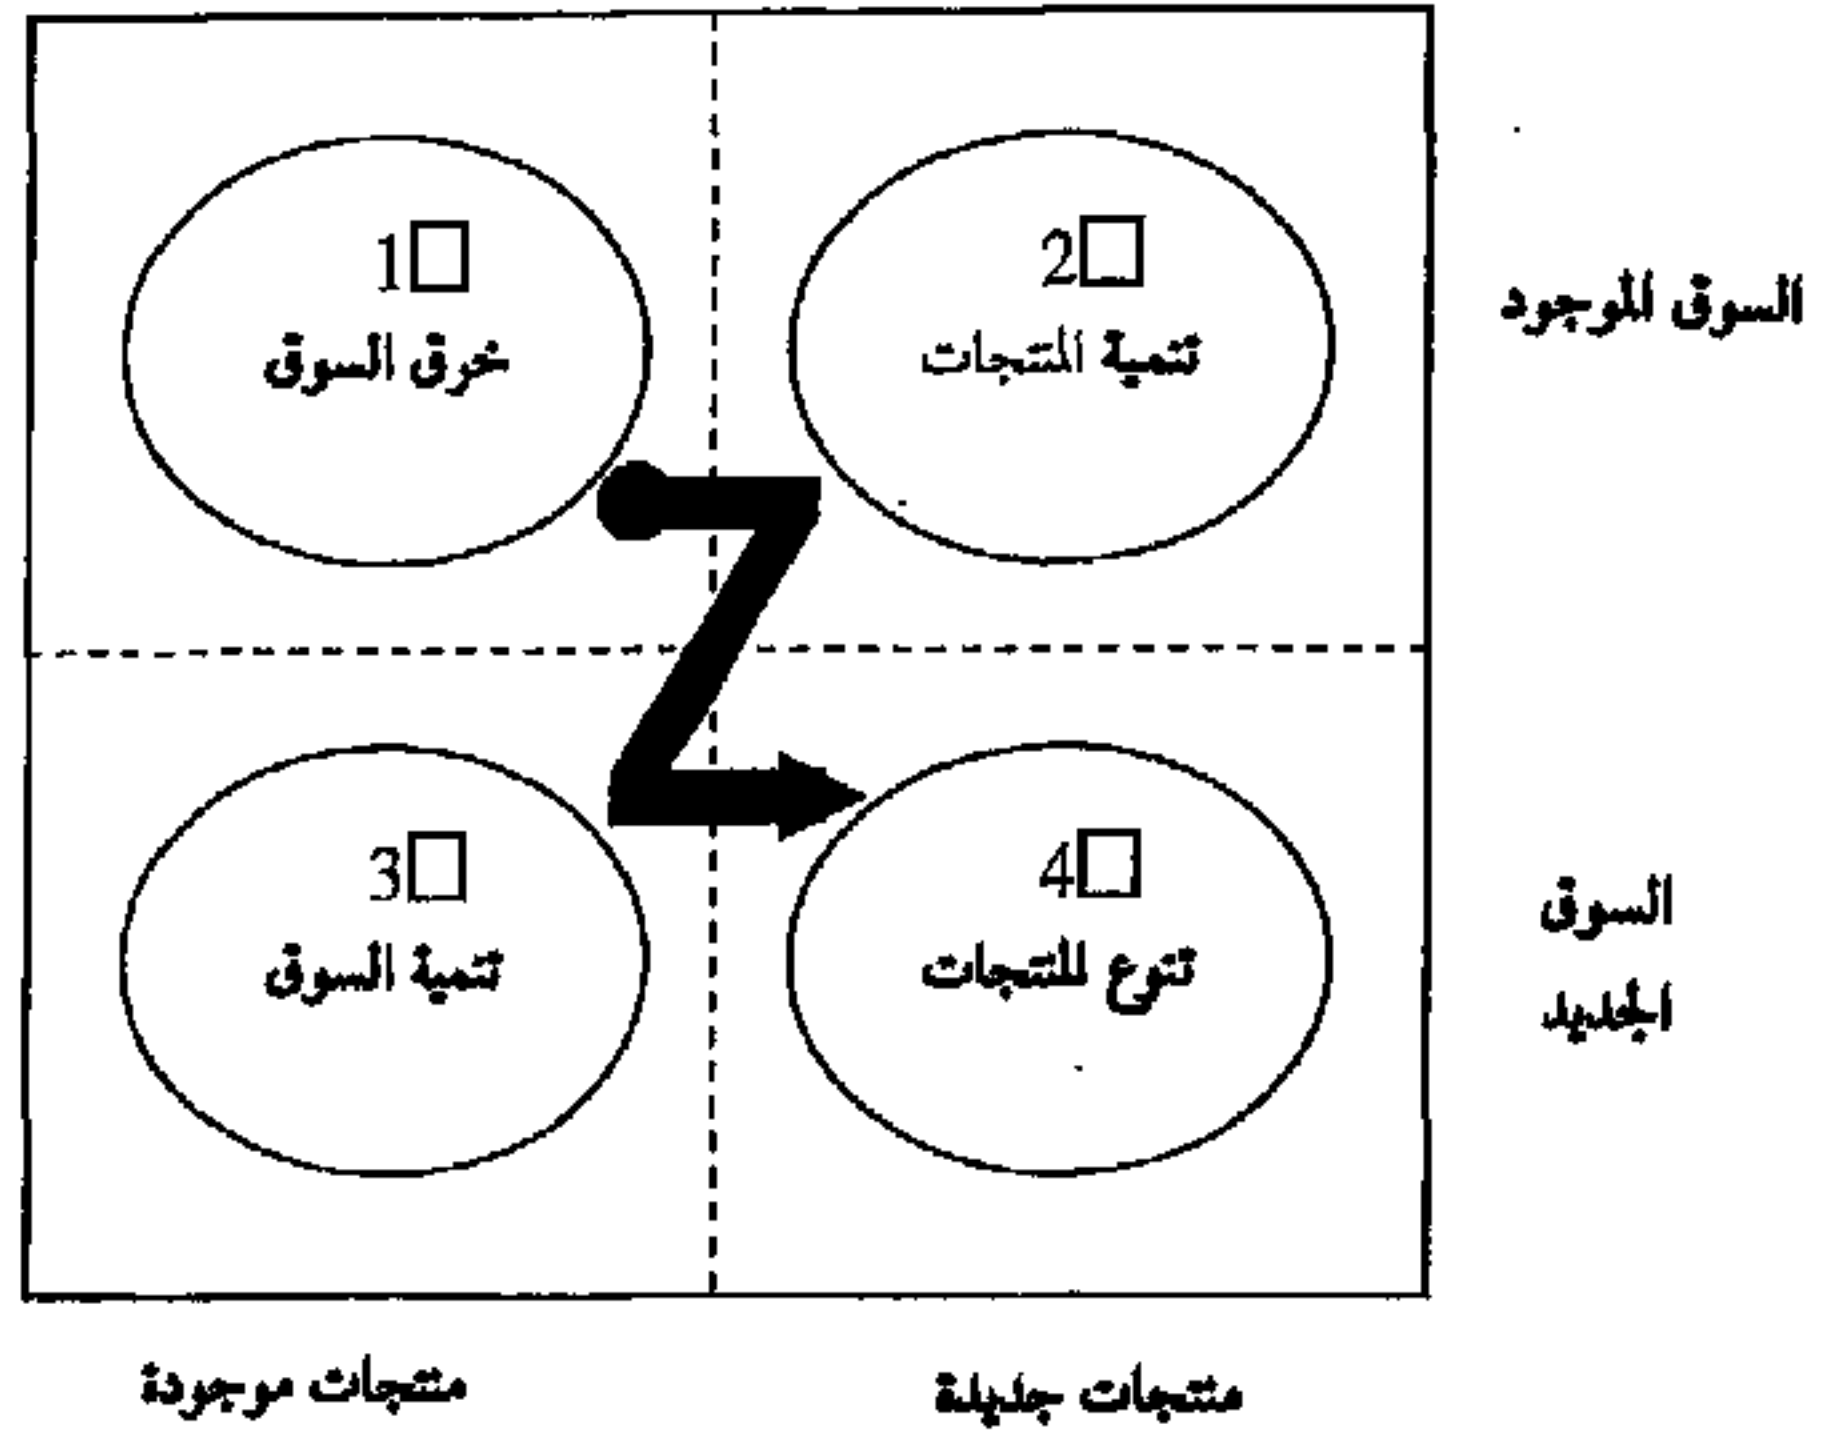 1□
خرق السوق
2□
تنمية المنتجات
السوق الموجود
3□
تنمية السوق
4□
تنوع المنتجات
السوق
الجديد
منتجات موجودة
منتجات جديدة